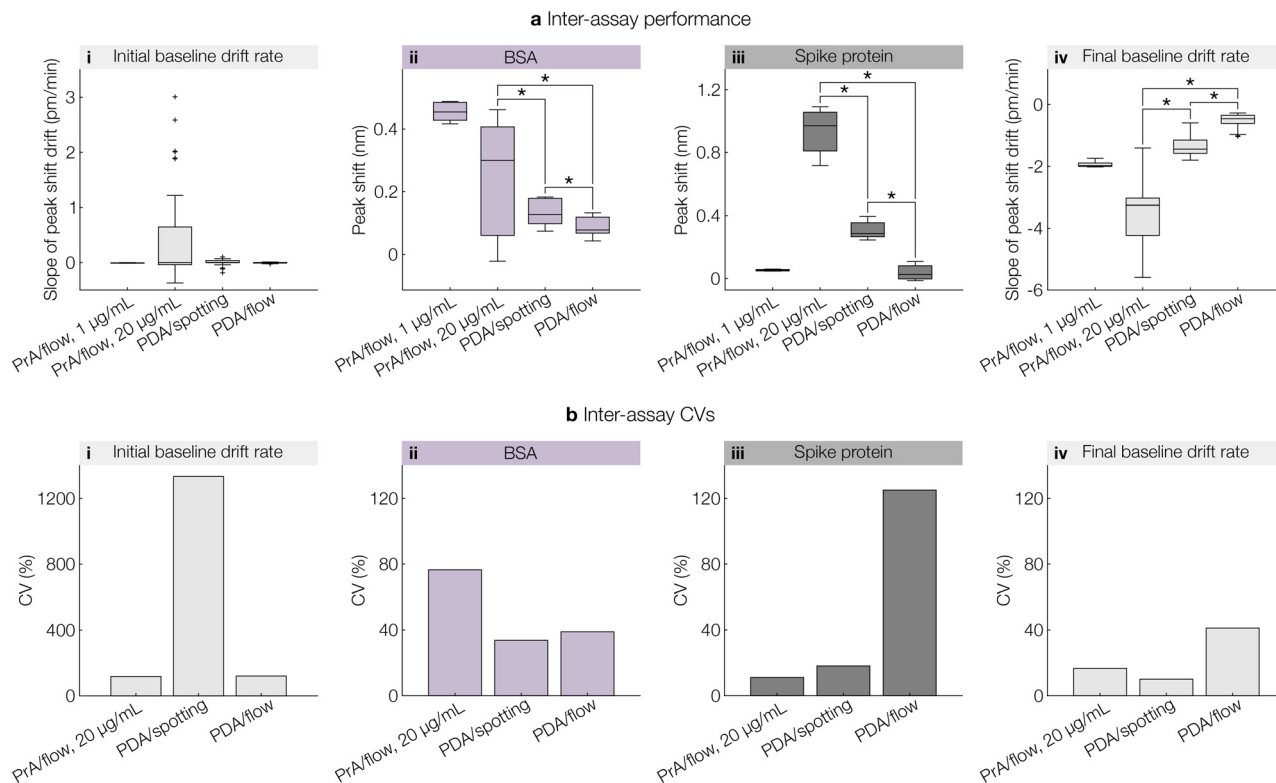 a Inter-assay performance
i Initial baseline drift rate
Slope of peak shift drift (pm/min)
3
2
1
0
PrA/flow, 1 µg/mL
PrA/flow, 20 µg/mL
PDA/spotting
PDA/flow
ii BSA
Peak shift (nm)
0.4
0.2
0
*
*
*
PrA/flow, 1 µg/mL
PrA/flow, 20 µg/mL
PDA/spotting
PDA/flow
iii Spike protein
Peak shift (nm)
1.2
0.8
0.4
0
*
*
*
PrA/flow, 1 µg/mL
PrA/flow, 20 µg/mL
PDA/spotting
PDA/flow
iv Final baseline drift rate
Slope of peak shift drift (pm/min)
0
-2
-4
-6
*
*
*
PrA/flow, 1 µg/mL
PrA/flow, 20 µg/mL
PDA/spotting
PDA/flow
b Inter-assay CVs
i Initial baseline drift rate
CV (%)
1200
800
400
0
PrA/flow, 20 µg/mL
PDA/spotting
PDA/flow
ii BSA
CV (%)
120
80
40
0
PrA/flow, 20 µg/mL
PDA/spotting
PDA/flow
iii Spike protein
CV (%)
120
80
40
0
PrA/flow, 20 µg/mL
PDA/spotting
PDA/flow
iv Final baseline drift rate
CV (%)
120
80
40
0
PrA/flow, 20 µg/mL
PDA/spotting
PDA/flow